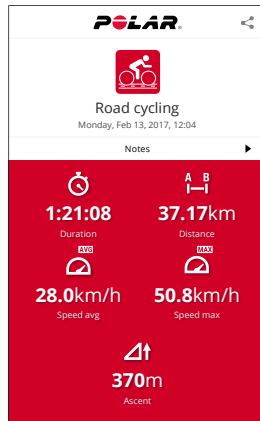 POLAR.
Road cycling
Monday, Feb 13, 2017, 12:04
Notes
A B
1:21:08 37.17km
Duration Distance
AVG MAX
28.0km/h 50.8km/h
Speed avg Speed max
370m
Ascent